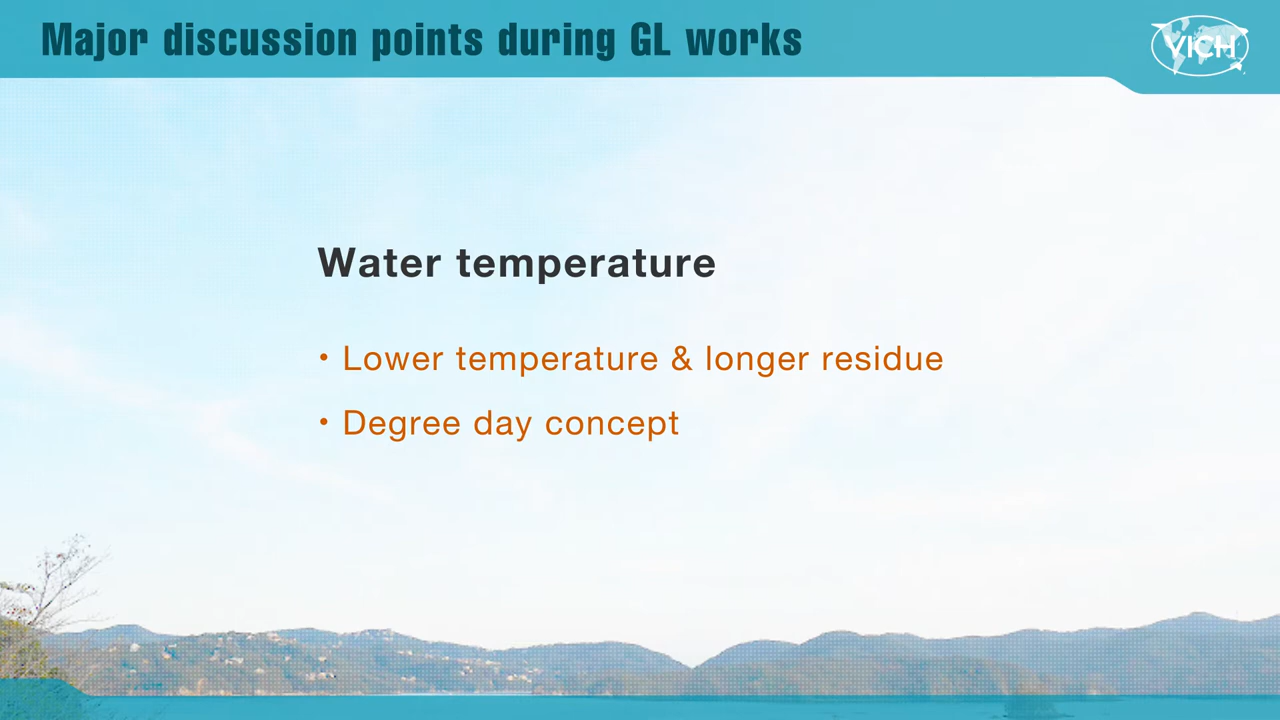 Major discussion points during GL works
VICH
Water temperature
• Lower temperature & longer residue
• Degree day concept